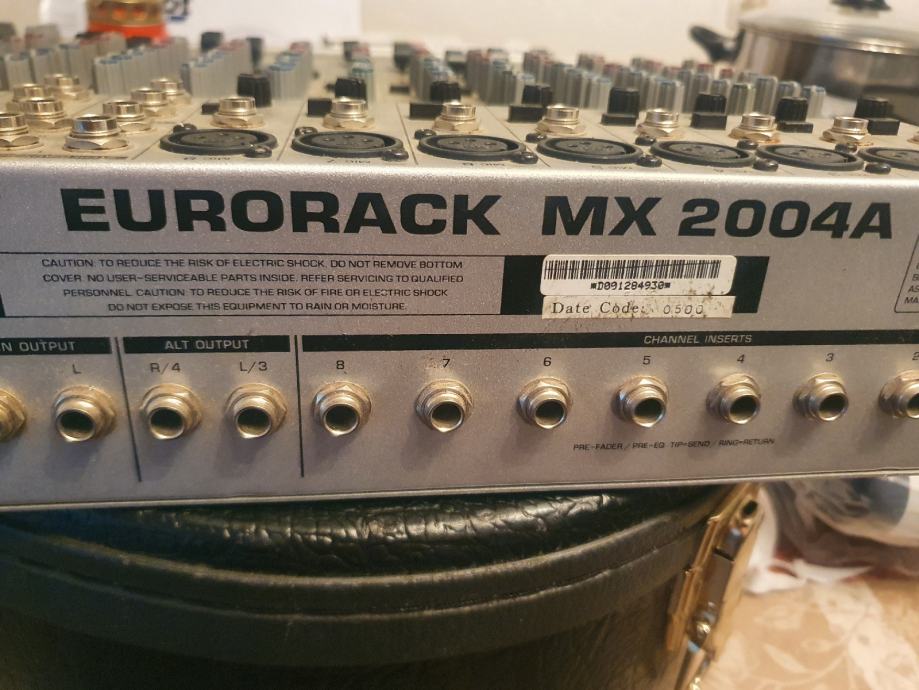 EURORACK MX 2004A
CAUTION: TO REDUCE THE RISK OF ELECTRIC SHOCK, DO NOT REMOVE BOTTOM
COVER. NO USER-SERVICEABLE PARTS INSIDE. REFER SERVICING TO QUALIFIED
PERSONNEL. CAUTION: TO REDUCE THE RISK OF FIRE OR ELECTRIC SHOCK
DO NOT EXPOSE THIS EQUIPMENT TO RAIN OR MOISTURE.
*D091284930*
Date Code: 0500
N OUTPUT
L
ALT OUTPUT
R/4 L/3
CHANNEL INSERTS
8 7 6 5 4 3 2
PRE-FADER / PRE-EQ TIP-SEND / RING-RETURN